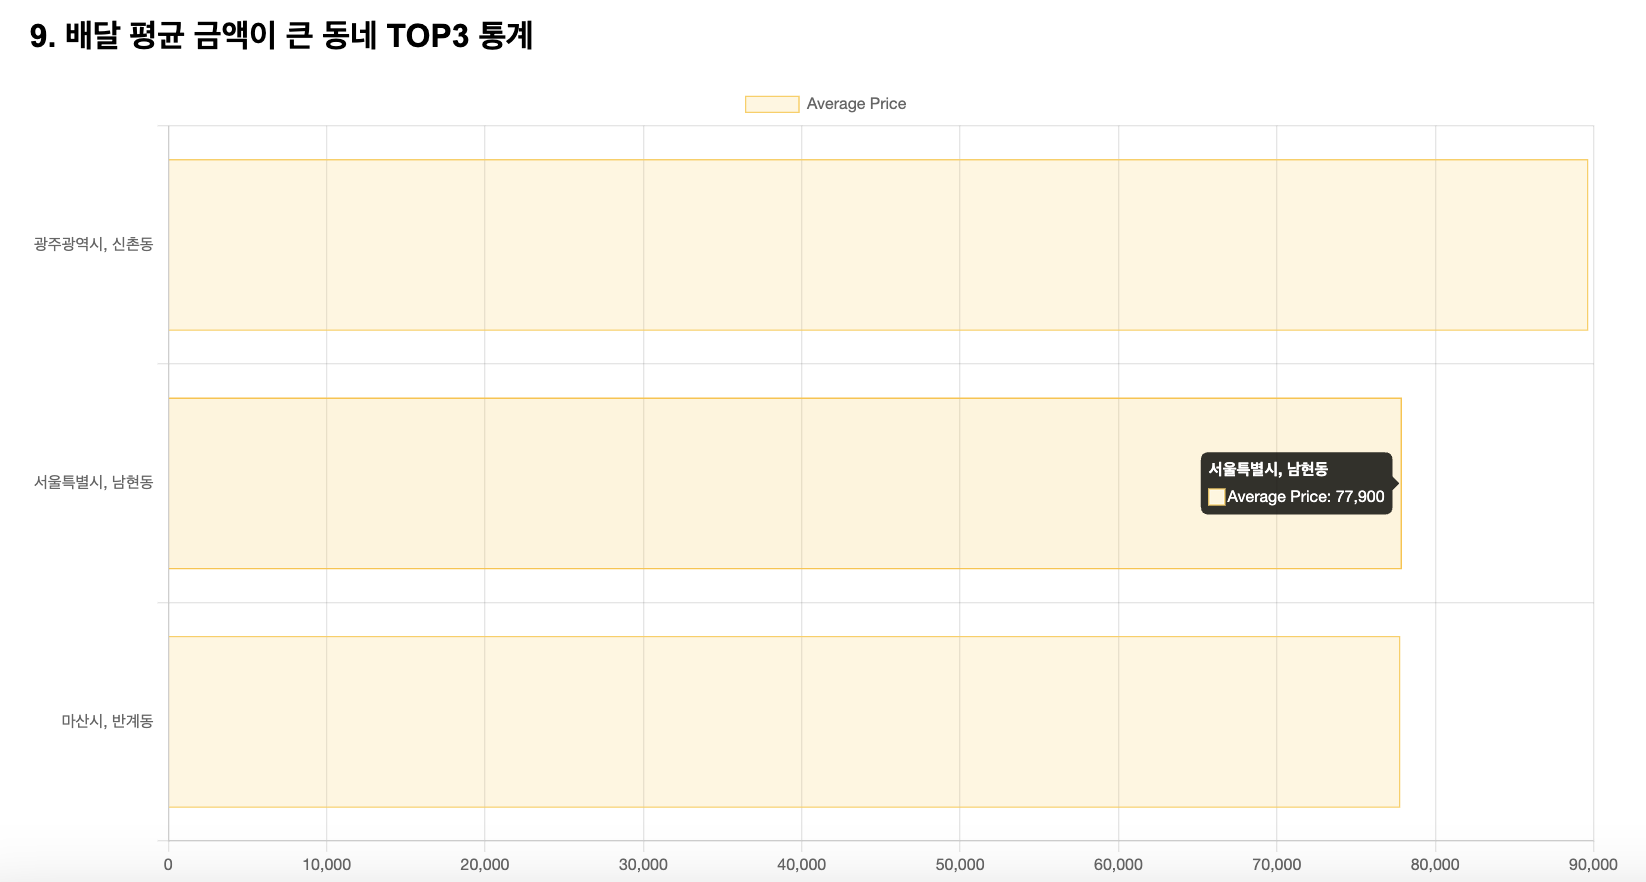 9. 배달 평균 금액이 큰 동네 TOP3 통계
Average Price
광주광역시, 신촌동
서울특별시, 남현동
서울특별시, 남현동
Average Price: 77,900
마산시, 반계동
0 10,000 20,000 30,000 40,000 50,000 60,000 70,000 80,000 90,000